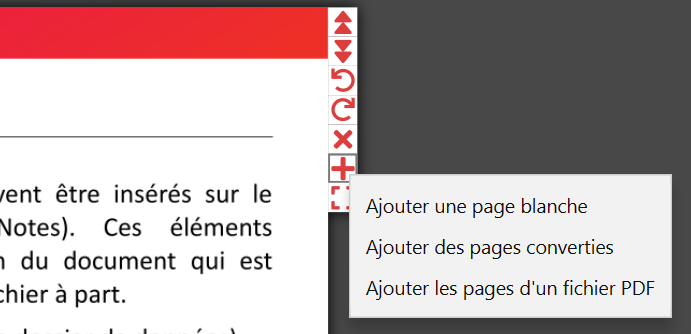 vent être insérés sur le
Notes). Ces éléments
du document qui est
chier à part.
Ajouter une page blanche
Ajouter des pages converties
Ajouter les pages d'un fichier PDF